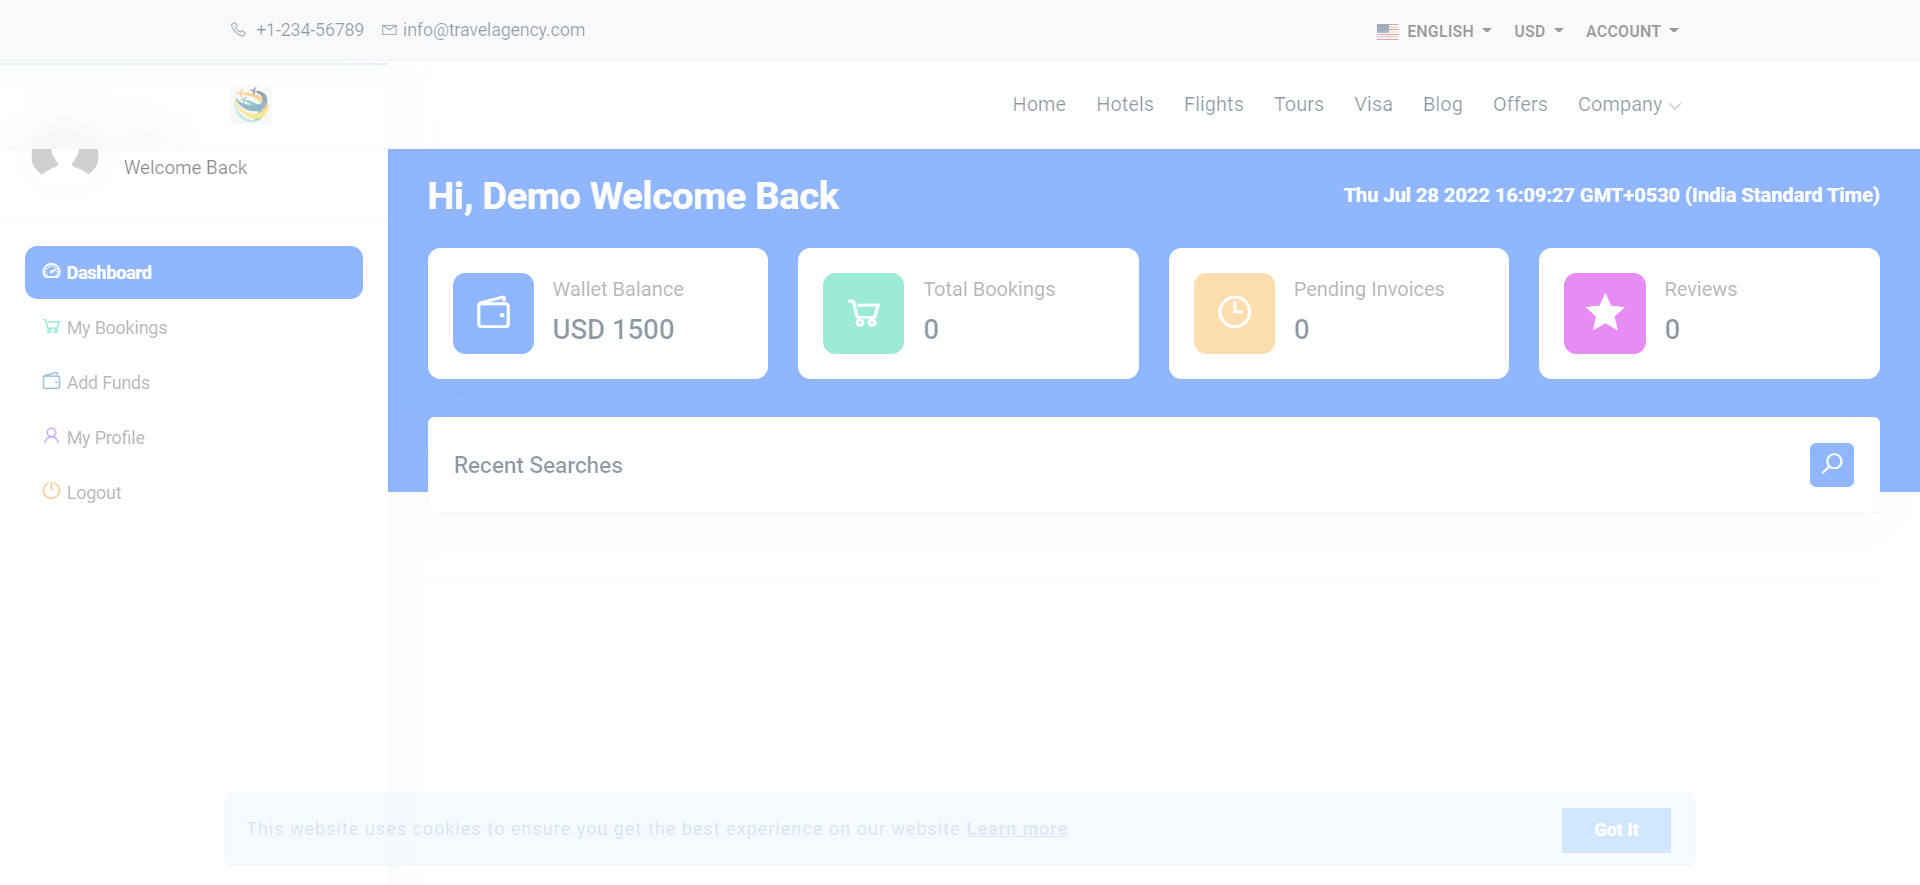 +1-234-56789 info@travelagency.com
ENGLISH USD ACCOUNT
Home Hotels Flights Tours Visa Blog Offers Company
Welcome Back
Dashboard
My Bookings
Add Funds
My Profile
Logout
Hi, Demo Welcome Back
Thu Jul 28 2022 16:09:27 GMT+0530 (India Standard Time)
Wallet Balance
USD 1500
Total Bookings
0
Pending Invoices
0
Reviews
0
Recent Searches
This website uses cookies to ensure you get the best experience on our website Learn more
Got It